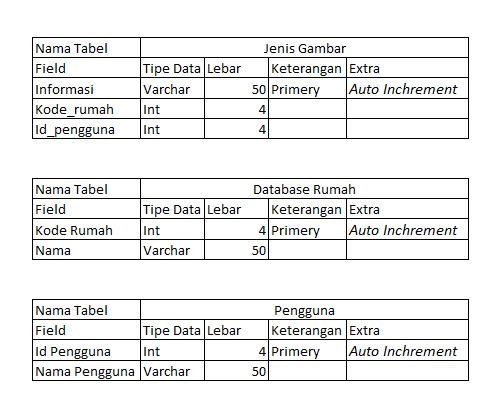 Nama Tabel Jenis Gambar
Field Tipe Data Lebar Keterangan Extra
Informasi Varchar 50 Primery Auto Inchrement
Kode_rumah Int 4
Id_pengguna Int 4
Nama Tabel Database Rumah
Field Tipe Data Lebar Keterangan Extra
Kode Rumah Int 4 Primery Auto Inchrement
Nama Varchar 50
Nama Tabel Pengguna
Field Tipe Data Lebar Keterangan Extra
Id Pengguna Int 4 Primery Auto Inchrement
Nama Pengguna Varchar 50